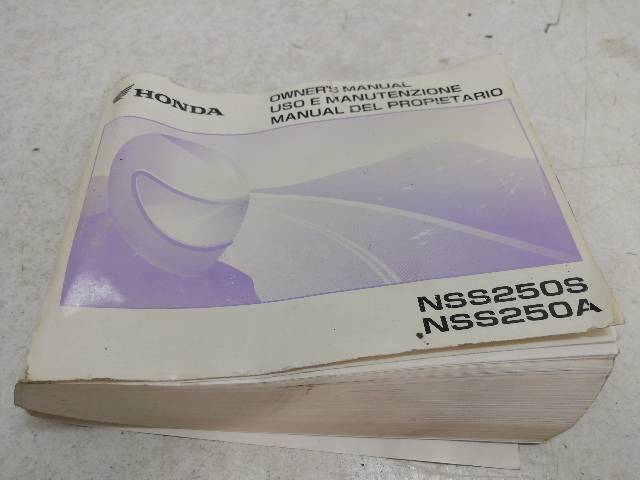 HONDA
OWNER'S MANUAL
USO E MANUTENZIONE
MANUAL DEL PROPIETARIO
NSS250S
NSS250A